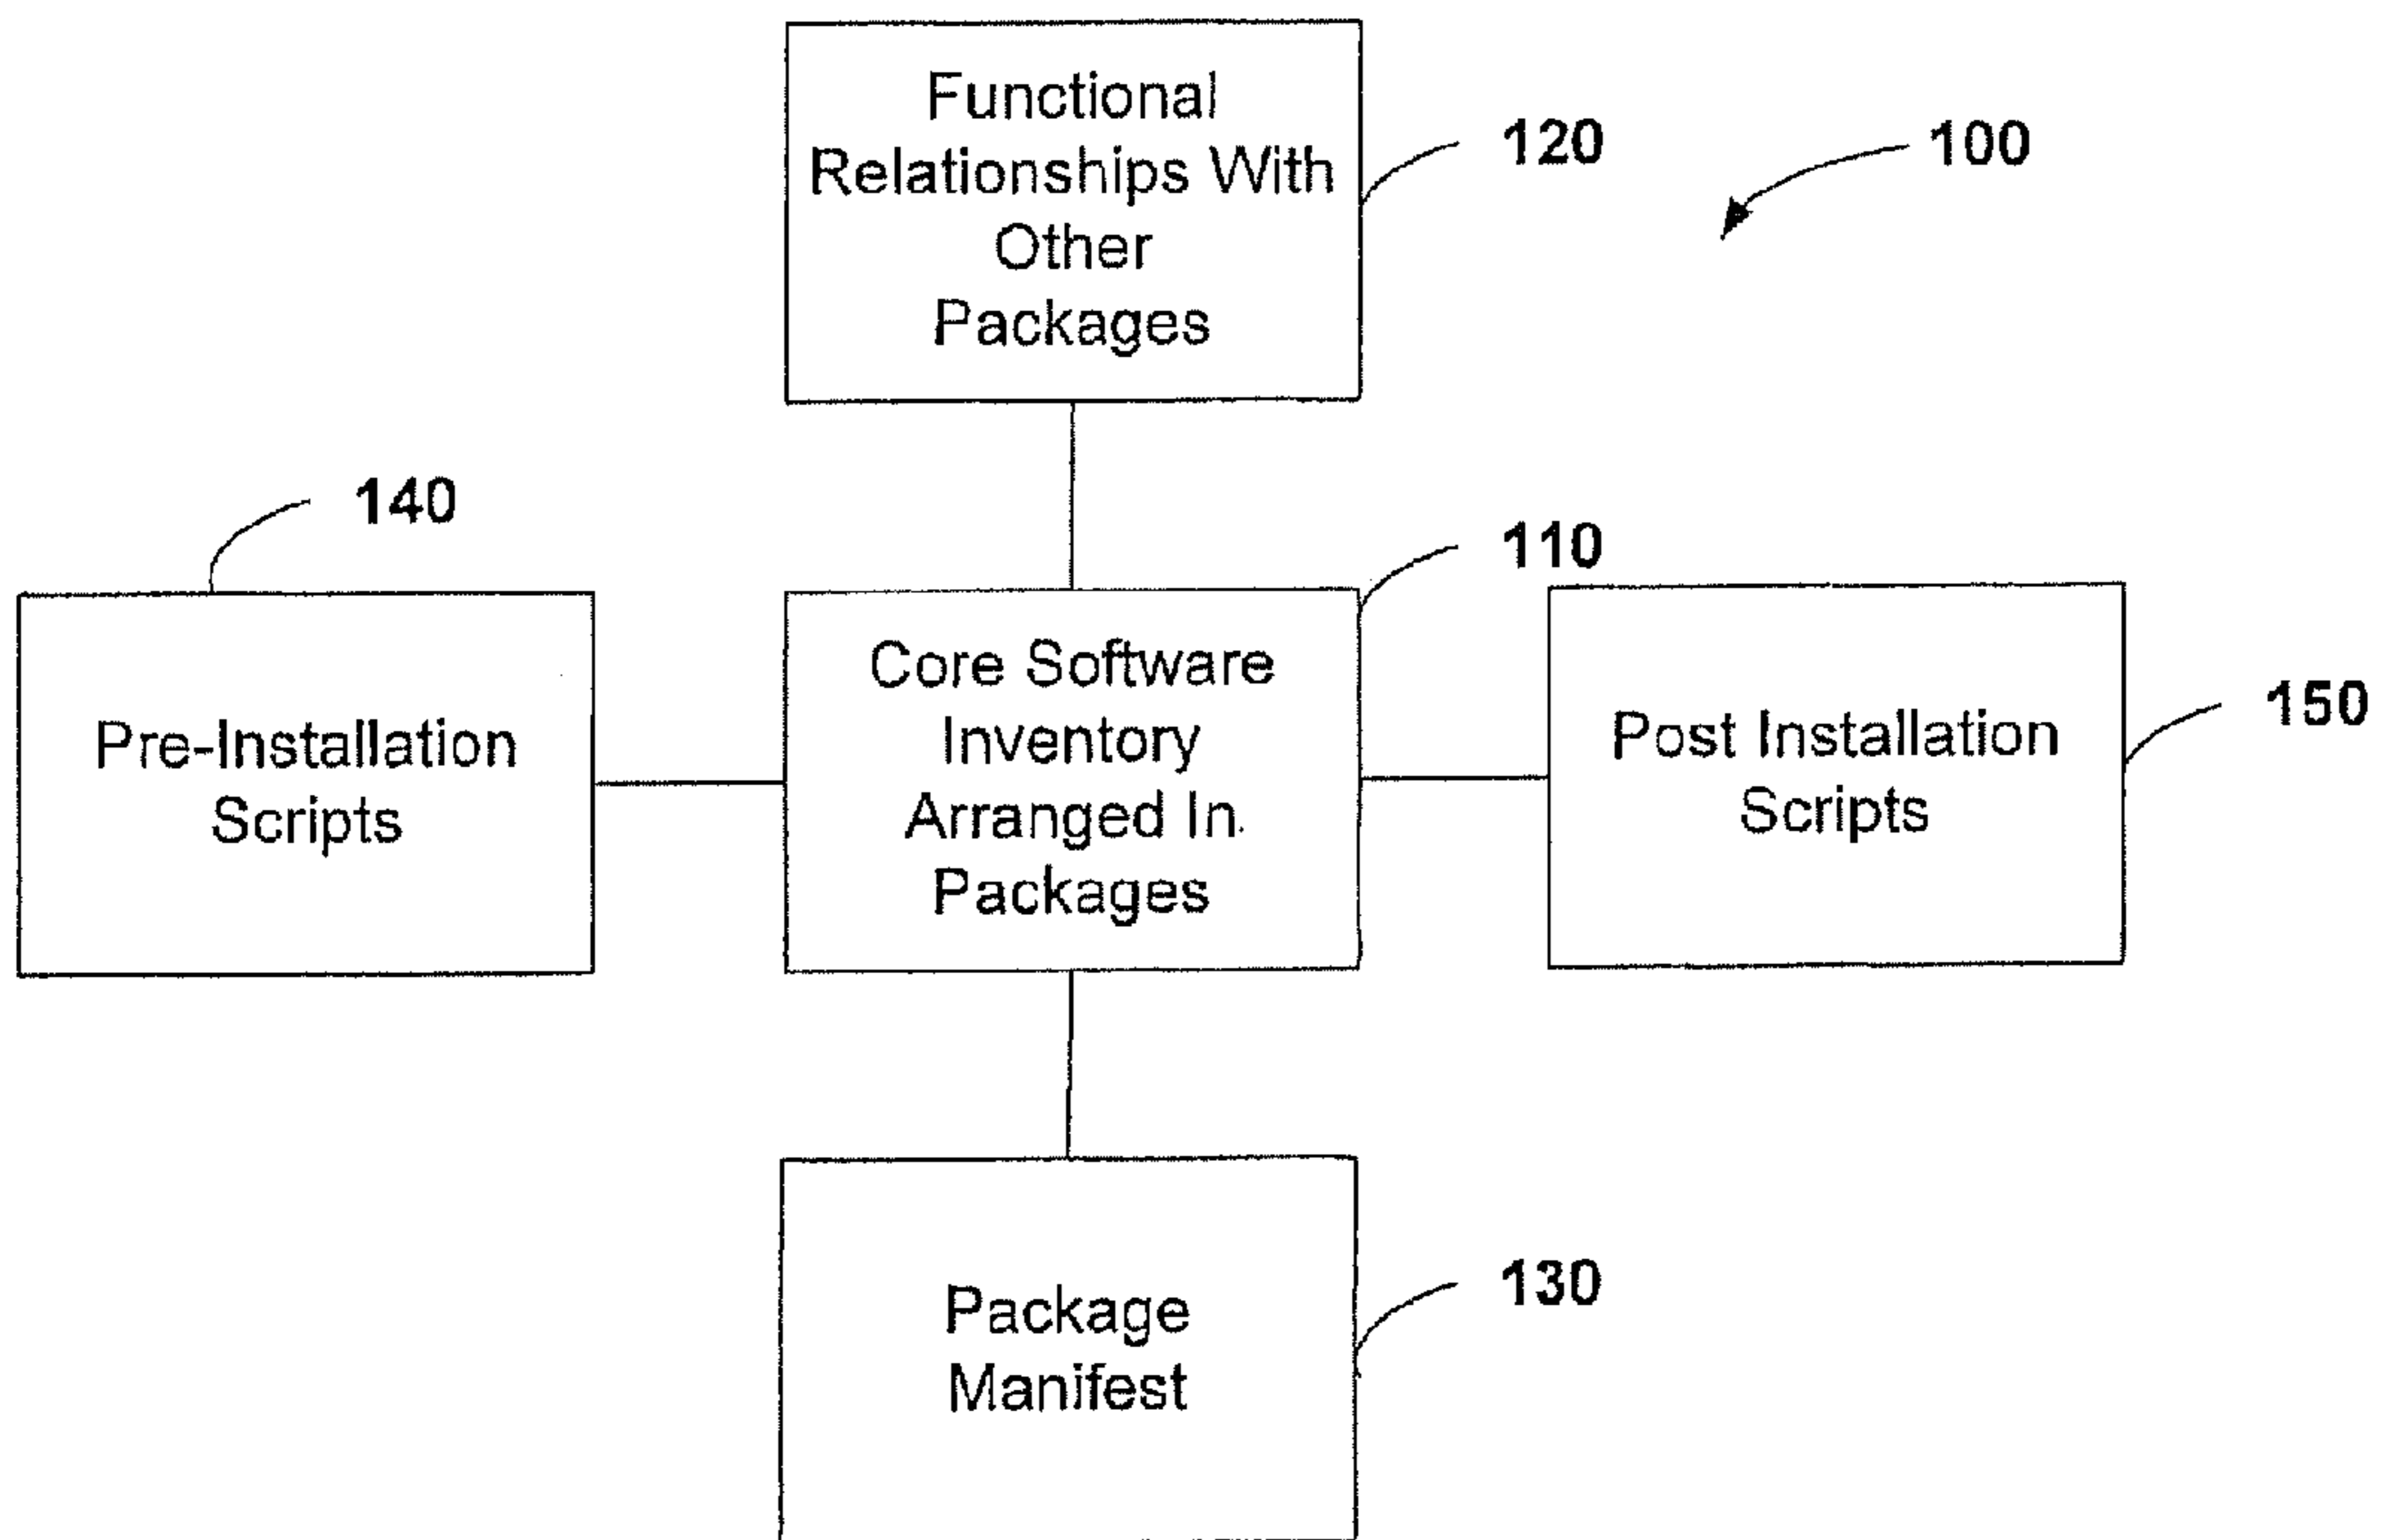 Functional
Relationships With
Other
Packages
120
100
140
110
Pre-Installation
Scripts
Core Software
Inventory
Arranged In
Packages
Post Installation
Scripts
150
Package
Manifest
130